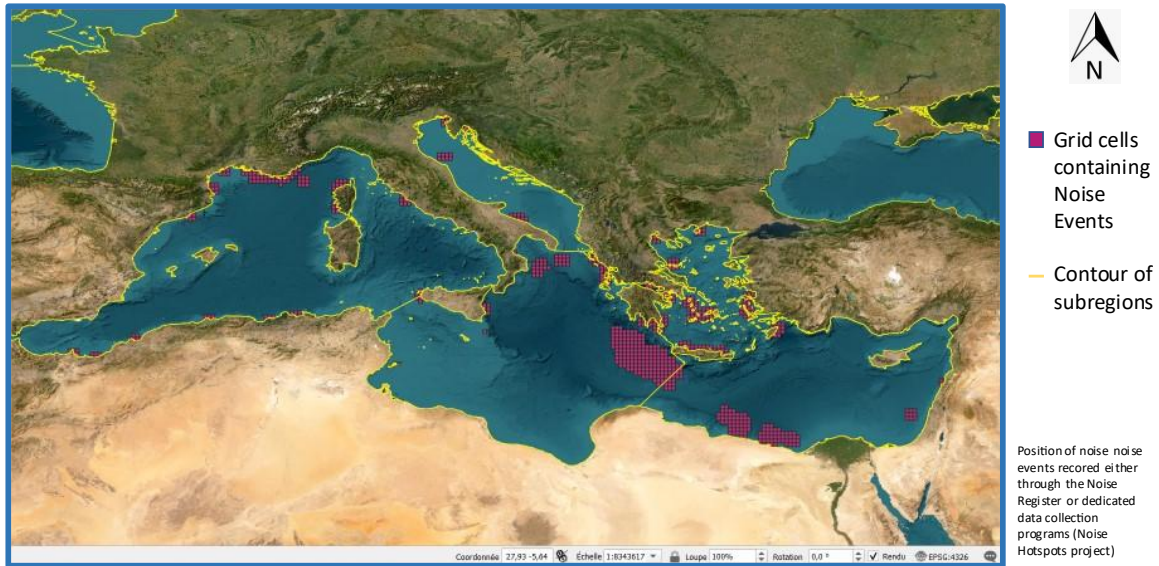 N
Grid cells
containing
Noise
Events
Contour of
subregions
Position of noise noise
events recored either
through the Noise
Register or dedicated
data collection
programs (Noise
Hotspots project)
Coordonnée 27,93 -5,64 Échelle 1:8343617 Loupe 100% Rotation 0,0 ° Rendu EPSG:4326